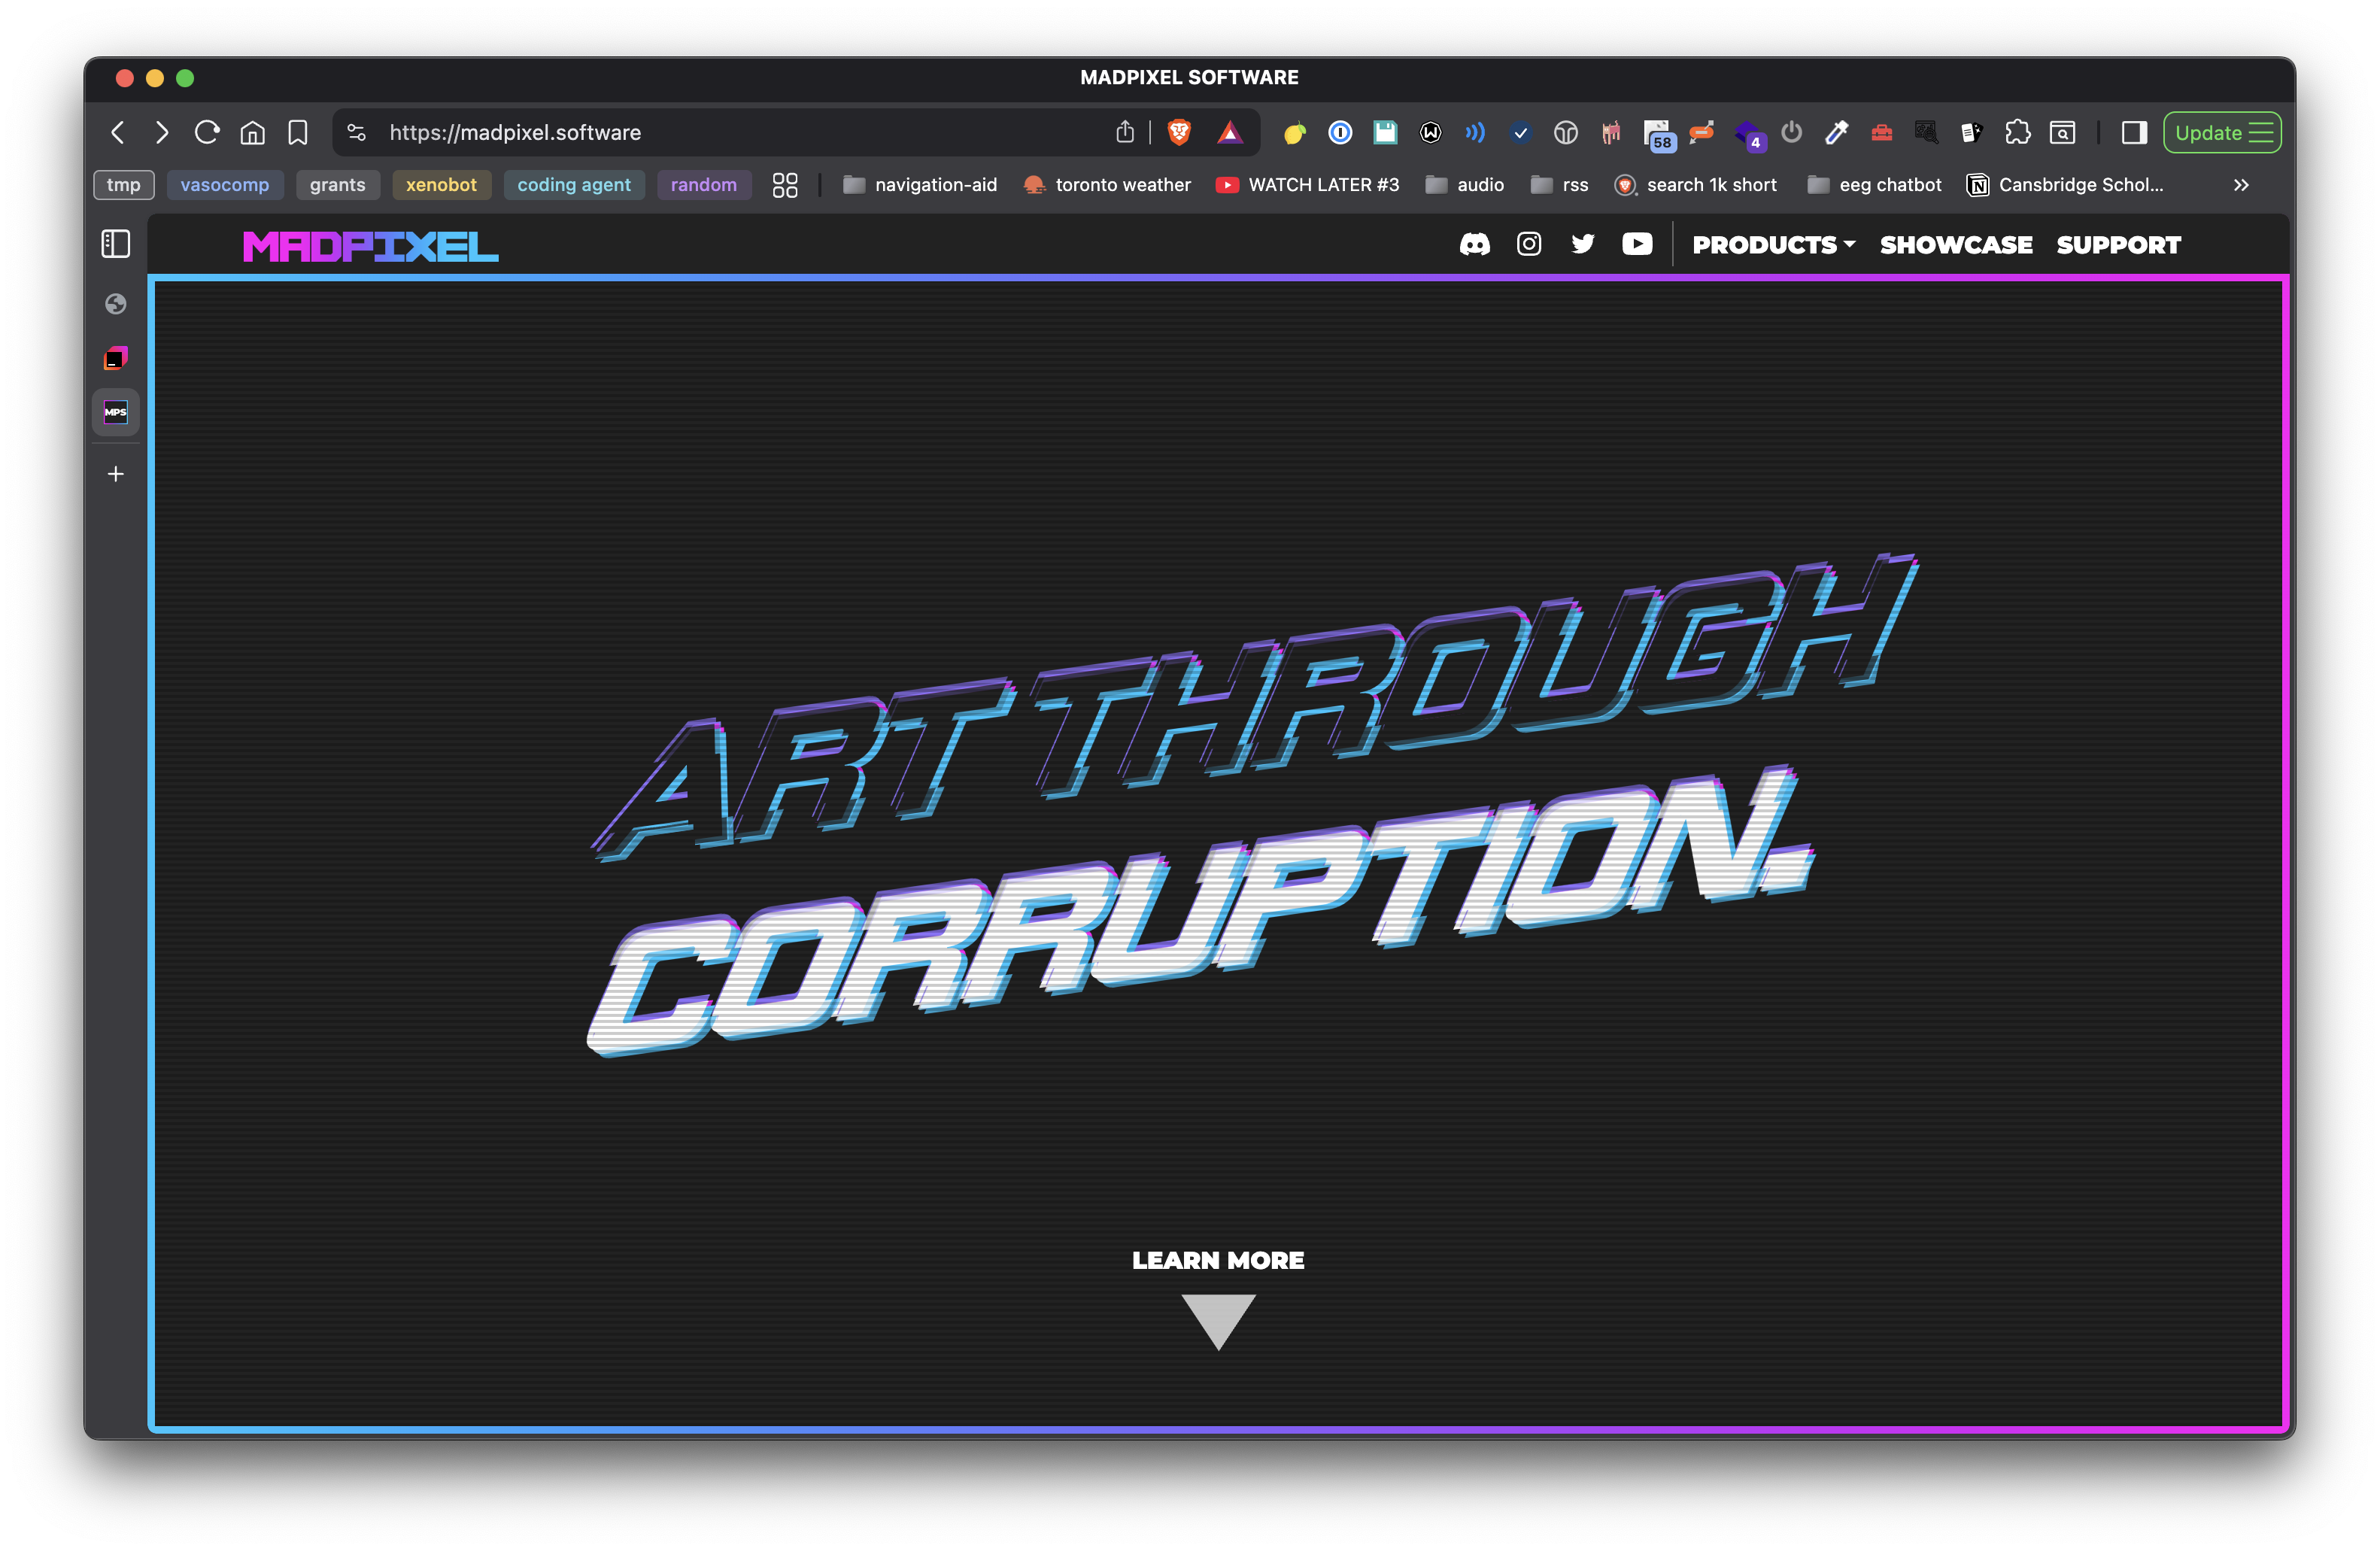 MADPIXEL SOFTWARE
https://madpixel.software
58
4
Update
tmp
vasocomp
grants
xenobot
coding agent
random
navigation-aid
toronto weather
WATCH LATER #3
audio
rss
search 1k short
eeg chatbot
Cansbridge Schol...
MADPIXEL
PRODUCTS
SHOWCASE
SUPPORT
MPS
ART THROUGH
CORRUPTION.
LEARN MORE